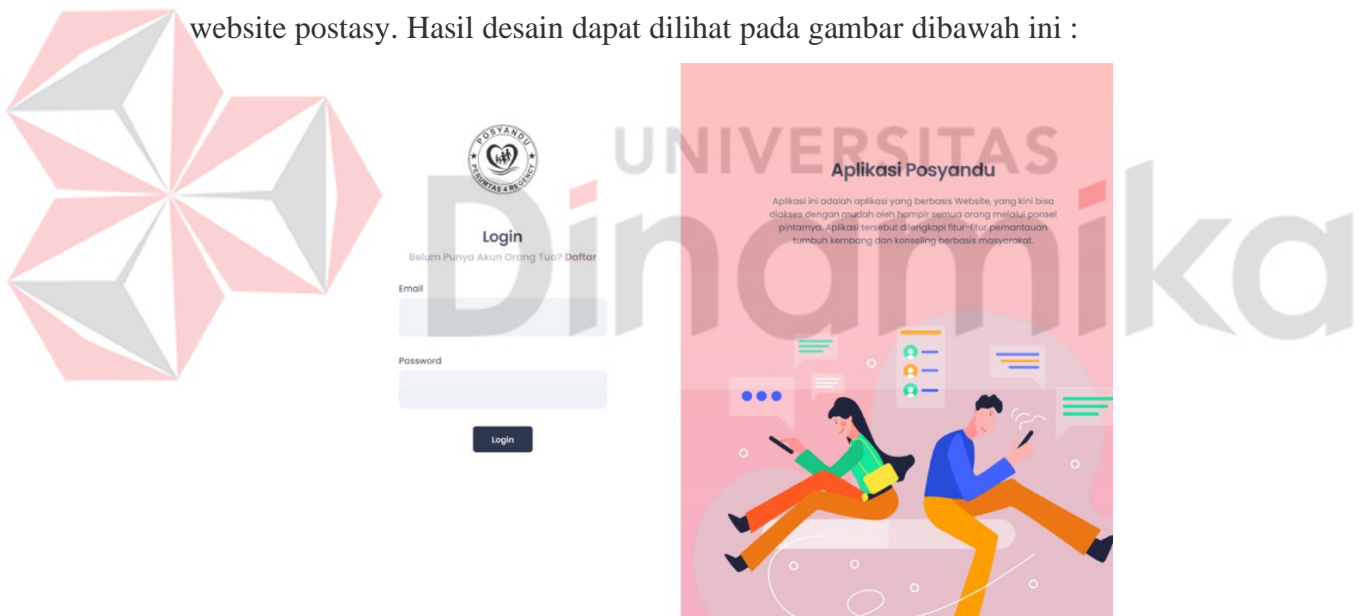 website postasy. Hasil desain dapat dilihat pada gambar dibawah ini :
UNIVERSITAS
Dinamika
POSYANDU
PERUMTAS 4 REGENCY
Login
Belum Punya Akun Orang Tua? Daftar
Email
Password
Login
Aplikasi Posyandu
Aplikasi ini adalah aplikasi yang berbasis Website, yang kini bisa
diakses dengan mudah oleh hampir semua orang melalui ponsel
pintarnya. Aplikasi tersebut dilengkapi fitur-fitur pemantauan
tumbuh kembang dan konseling berbasis masyarakat.